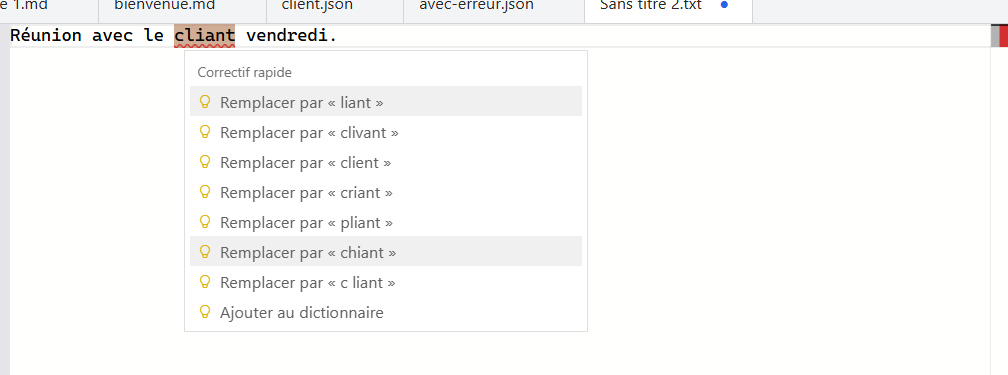 e 1.md bienvenue.md client.json avec-erreur.json Sans titre 2.txt
Réunion avec le cliant vendredi.
Correctif rapide
Remplacer par « liant »
Remplacer par « clivant »
Remplacer par « client »
Remplacer par « criant »
Remplacer par « pliant »
Remplacer par « chiant »
Remplacer par « c liant »
Ajouter au dictionnaire